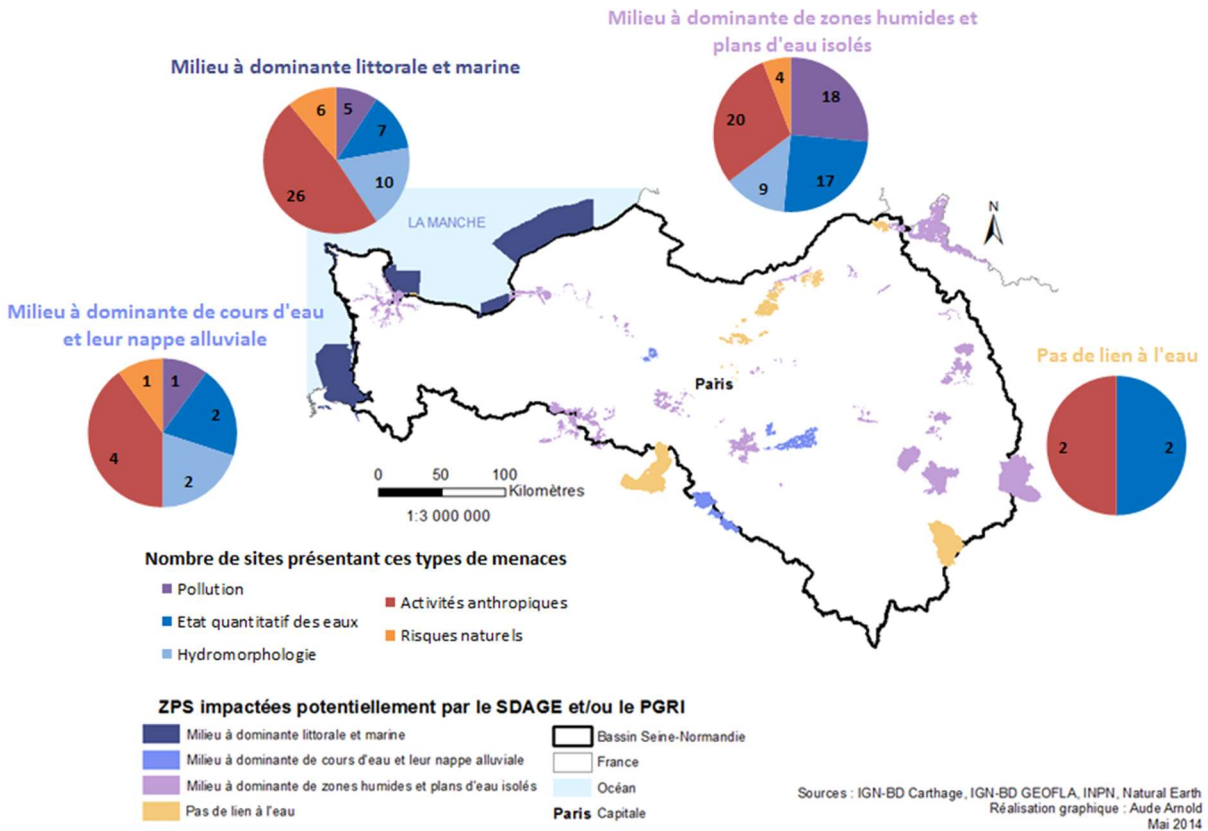 Milieu à dominante de zones humides et
plans d'eau isolés
Milieu à dominante littorale et marine
4
18
20
9
17
6
5
7
10
26
LA MANCHE
N
Milieu à dominante de cours d'eau
et leur nappe alluviale
1
1
2
4
2
Pas de lien à l'eau
2
2
Paris
0 50 100
Kilomètres
1:3 000 000
Nombre de sites présentant ces types de menaces
Pollution
Etat quantitatif des eaux
Hydromorphologie
Activités anthropiques
Risques naturels
ZPS impactées potentiellement par le SDAGE et/ou le PGRI
Milieu à dominante littorale et marine
Milieu à dominante de cours d'eau et leur nappe alluviale
Milieu à dominante de zones humides et plans d'eau isolés
Pas de lien à l'eau
Bassin Seine-Normandie
France
Océan
Paris Capitale
Sources : IGN-BD Carthage, IGN-BD GEOFLA, INPN, Natural Earth
Réalisation graphique : Aude Arnold
Mai 2014